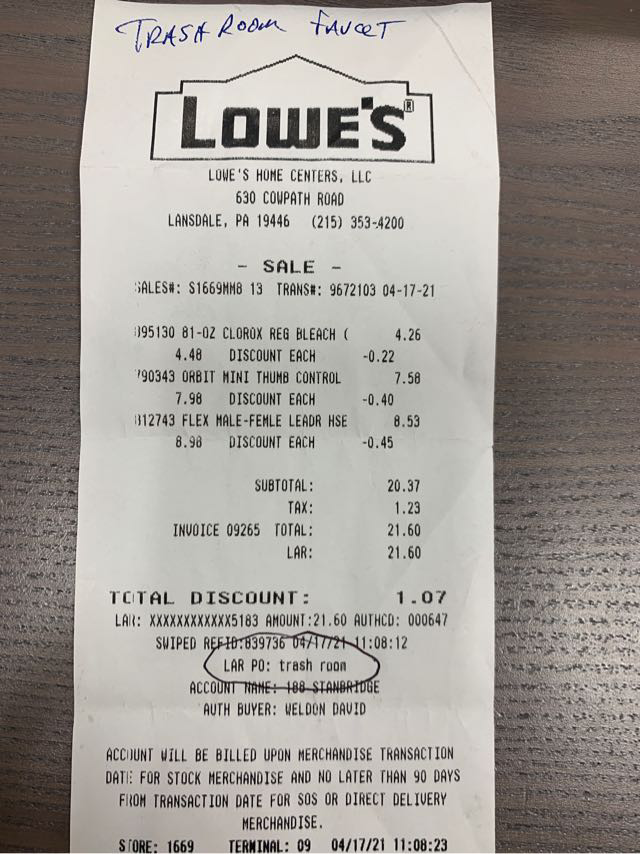 TRASH ROOM FAUCET
LOWE'S®
LOWE'S HOME CENTERS, LLC
630 COWPATH ROAD
LANSDALE, PA 19446 (215) 353-4200
- SALE -
SALES#: S1669MM8 13 TRANS#: 9672103 04-17-21
95130 81-OZ CLOROX REG BLEACH ( 4.26
4.48 DISCOUNT EACH -0.22
790343 ORBIT MINI THUMB CONTROL 7.58
7.98 DISCOUNT EACH -0.40
812743 FLEX MALE-FEMLE LEADR HSE 8.53
8.98 DISCOUNT EACH -0.45
SUBTOTAL: 20.37
TAX: 1.23
INVOICE 09265 TOTAL: 21.60
LAR: 21.60
TOTAL DISCOUNT: 1.07
LAR: XXXXXXXXXXXX5183 AMOUNT:21.60 AUTHCD: 000647
SWIPED REFID:839736 04/17/21 11:08:12
LAR PO: trash room
ACCOUNT NAME: 188 STANBRIDGE
AUTH BUYER: WELDON DAVID
ACCOUNT WILL BE BILLED UPON MERCHANDISE TRANSACTION
DATE FOR STOCK MERCHANDISE AND NO LATER THAN 90 DAYS
FROM TRANSACTION DATE FOR SOS OR DIRECT DELIVERY
MERCHANDISE.
STORE: 1669 TERMINAL: 09 04/17/21 11:08:23